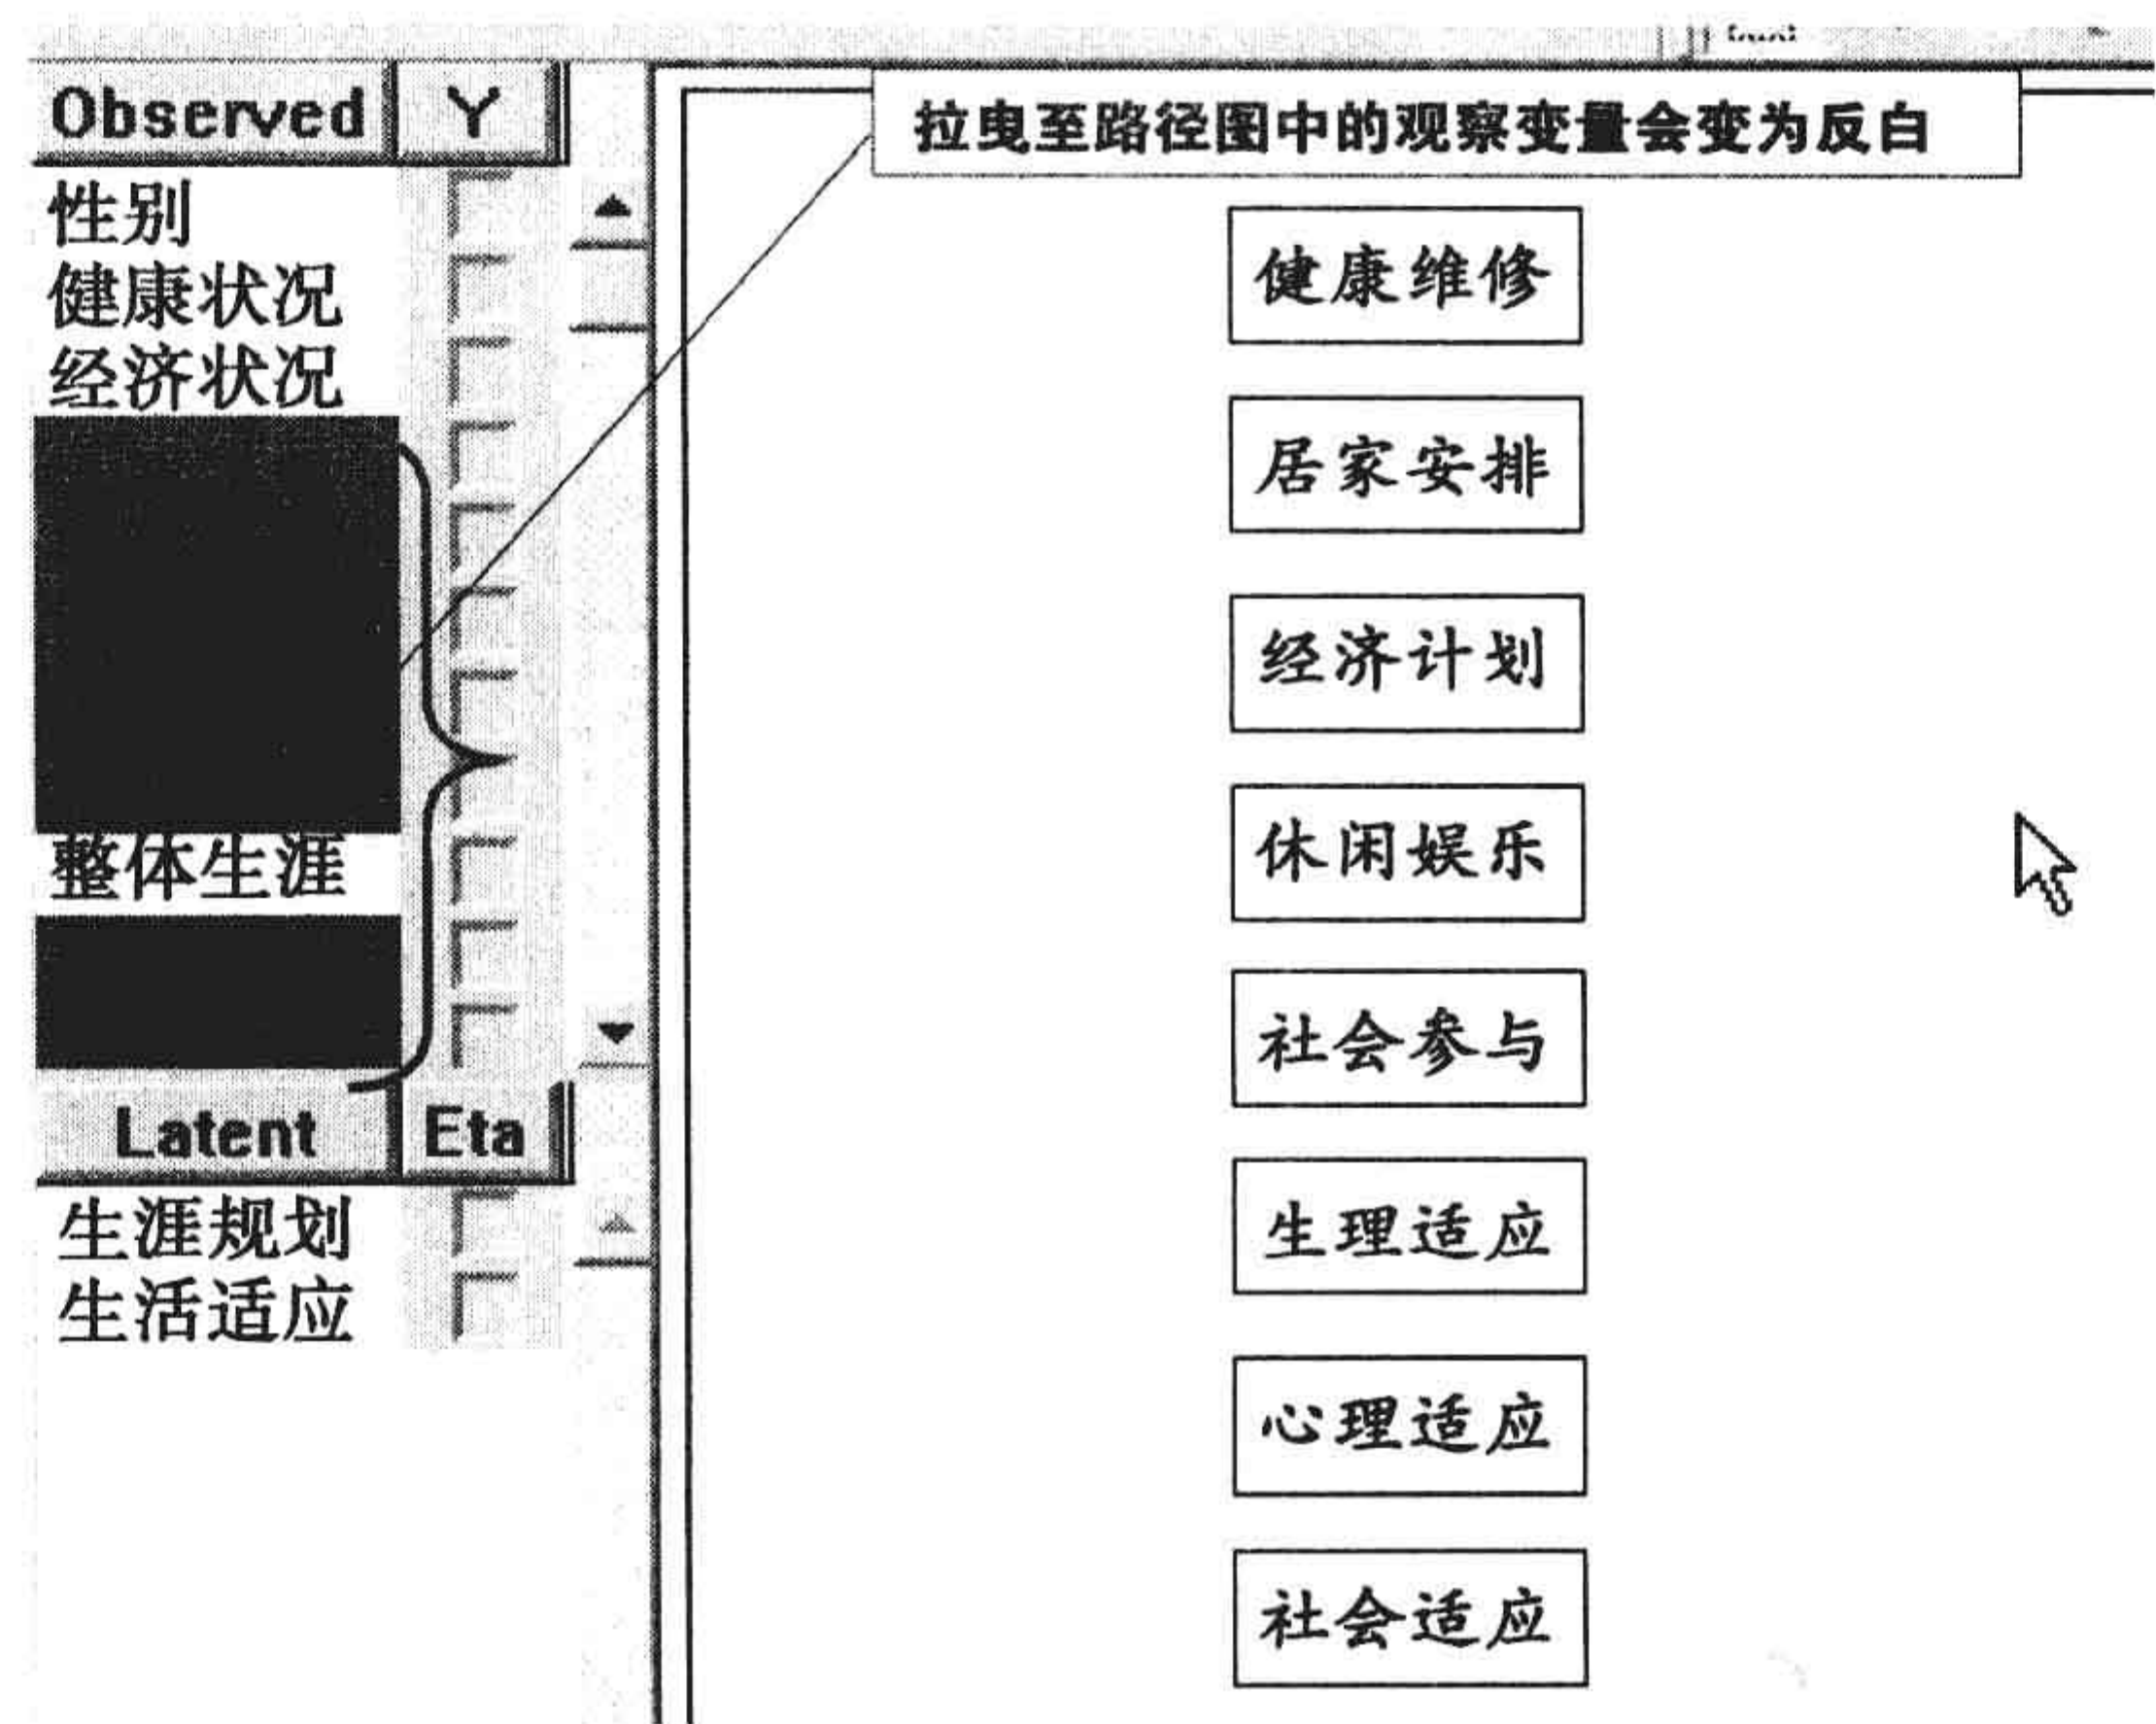 Observed Y
拉曳至路径图中的观察变量会变为反白
性别
健康状况
经济状况
整体生涯
Latent Eta
生涯规划
生活适应
健康维修
居家安排
经济计划
休闲娱乐
社会参与
生理适应
心理适应
社会适应